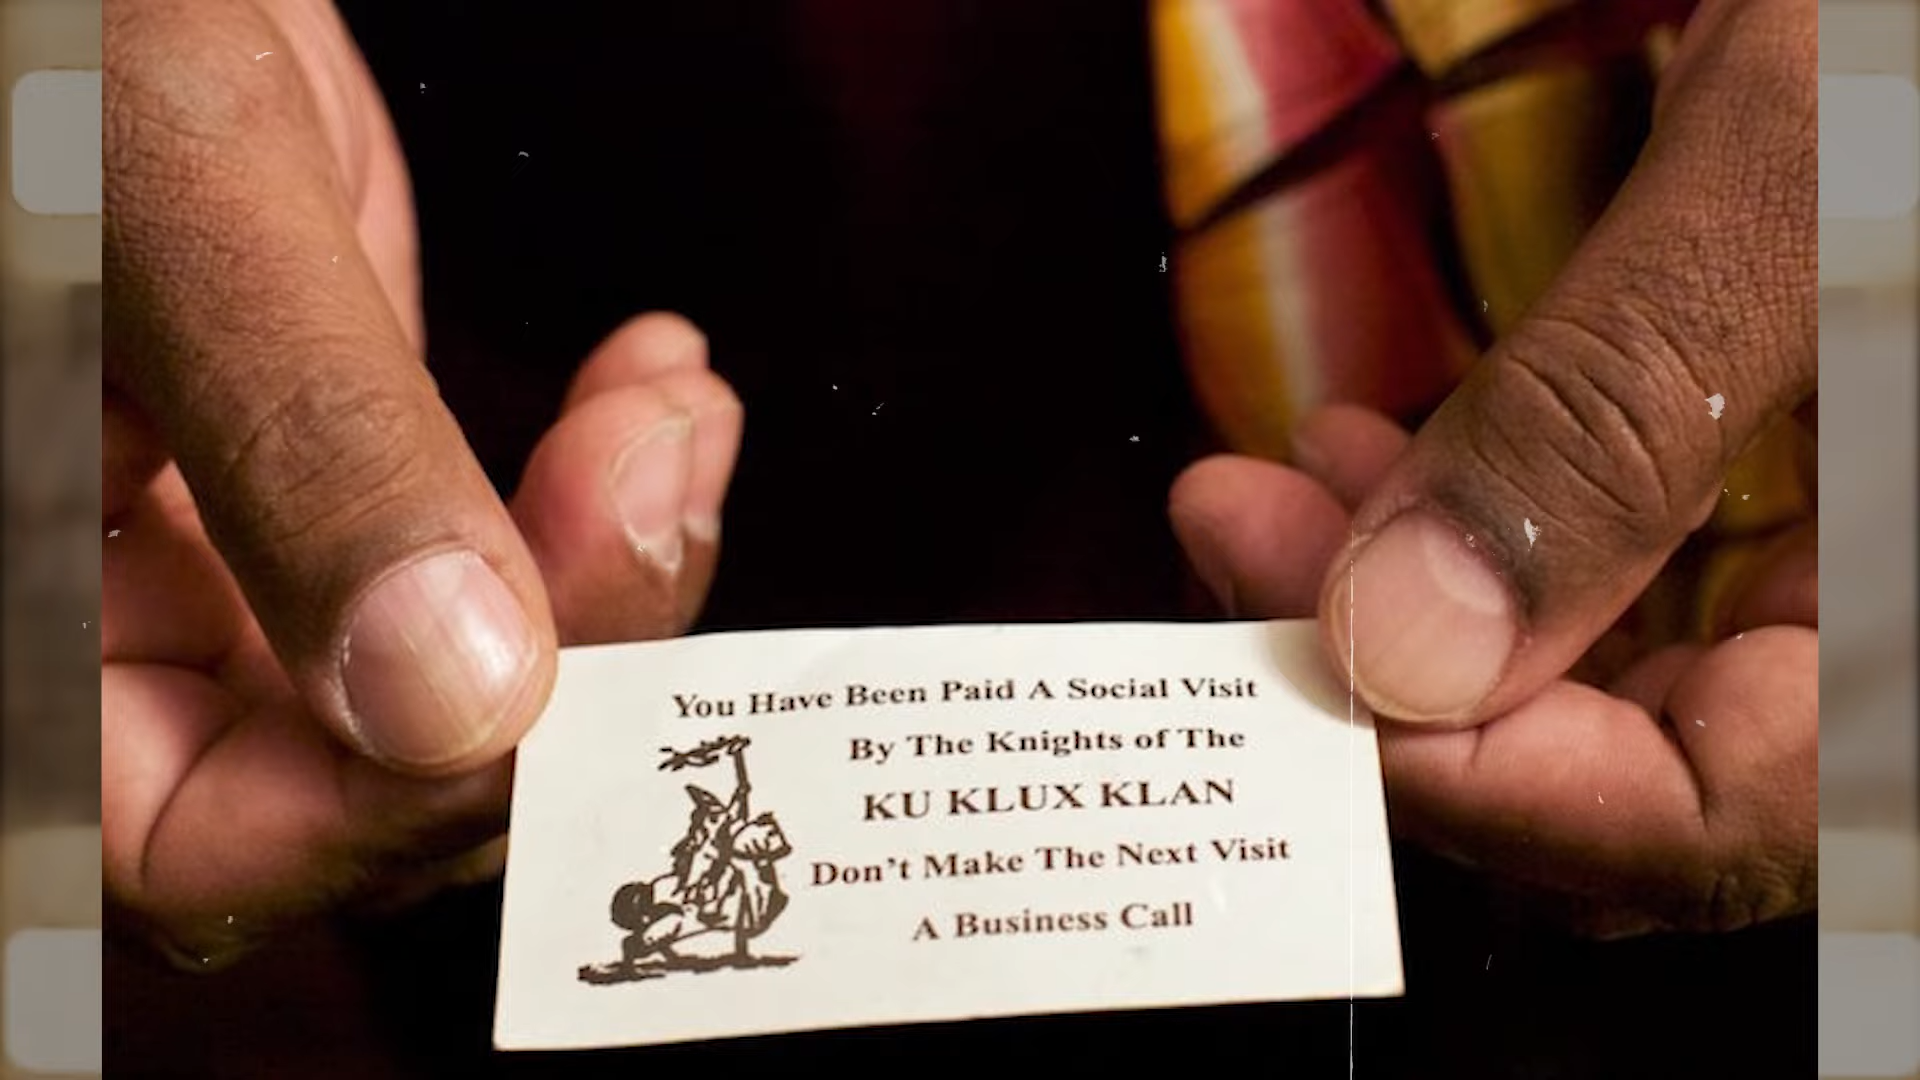 You Have Been Paid A Social Visit
By The Knights of The
KU KLUX KLAN
Don't Make The Next Visit
A Business Call